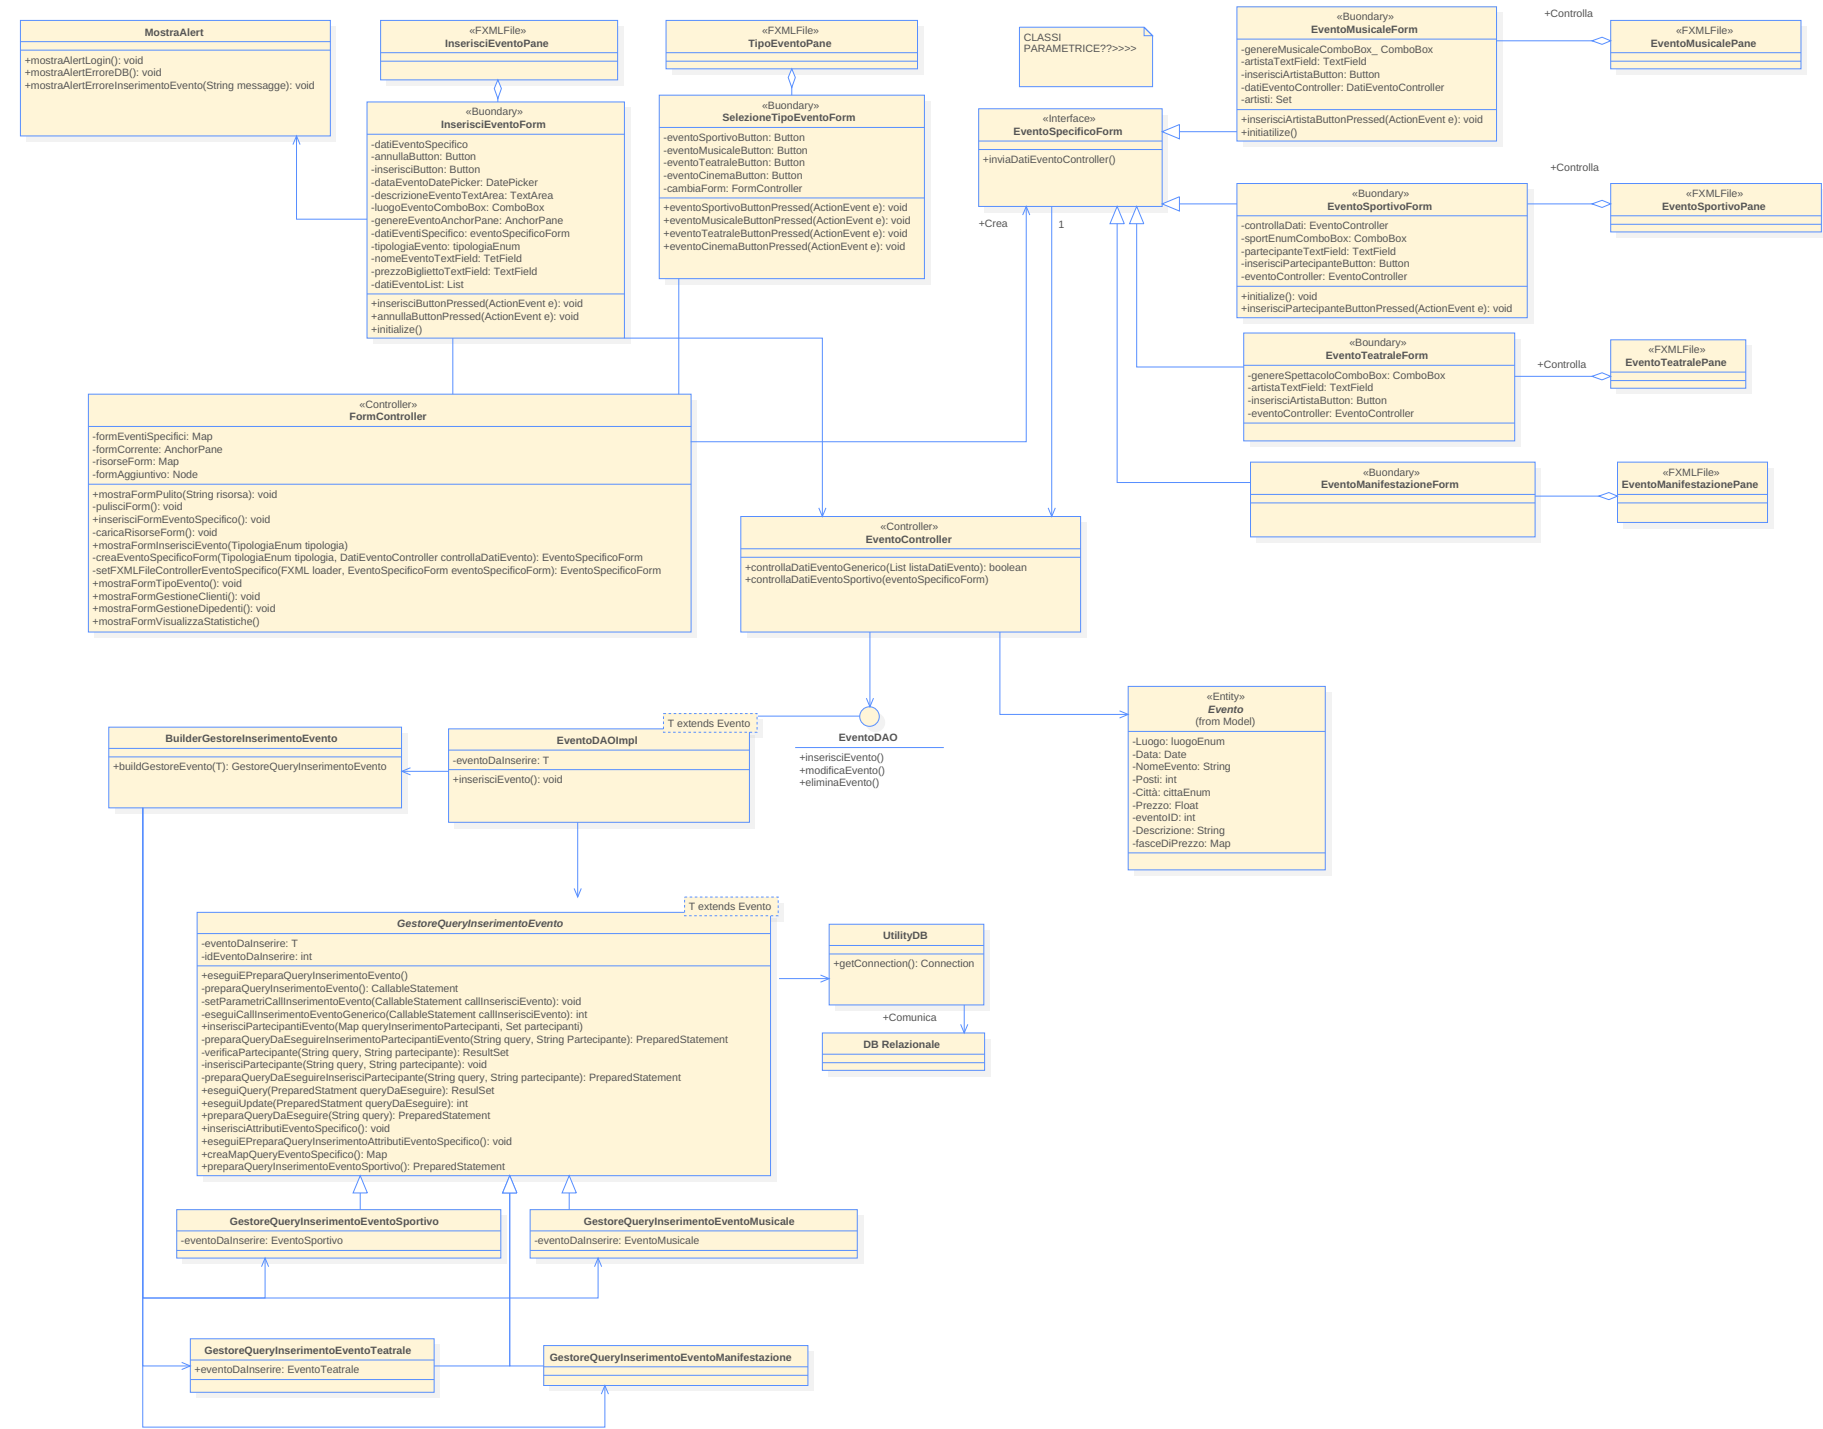 MostraAlert
+mostraAlertLogin(): void
+mostraAlertErroreDB(): void
+mostraAlertErroreInserimentoEvento(String messagge): void
«FXMLFile»
InserisciEventoPane
«FXMLFile»
TipoEventoPane
CLASSI
PARAMETRICE??>>>>
«Buondary»
EventoMusicaleForm
-genereMusicaleComboBox_ ComboBox
-artistaTextField: TextField
-inserisciArtistaButton: Button
-datiEventoController: DatiEventoController
-artisti: Set
+inserisciArtistaButtonPressed(ActionEvent e): void
+initiatilize()
+Controlla
«FXMLFile»
EventoMusicalePane
«Buondary»
InserisciEventoForm
-datiEventoSpecifico
-annullaButton: Button
-inserisciButton: Button
-dataEventoDatePicker: DatePicker
-descrizioneEventoTextArea: TextArea
-luogoEventoComboBox: ComboBox
-genereEventoAnchorPane: AnchorPane
-datiEventiSpecifico: eventoSpecificoForm
-tipologiaEvento: tipologiaEnum
-nomeEventoTextField: TetField
-prezzoBigliettoTextField: TextField
-datiEventoList: List
+inserisciButtonPressed(ActionEvent e): void
+annullaButtonPressed(ActionEvent e): void
+initialize()
«Buondary»
SelezioneTipoEventoForm
-eventoSportivoButton: Button
-eventoMusicaleButton: Button
-eventoTeatraleButton: Button
-eventoCinemaButton: Button
-cambiaForm: FormController
+eventoSportivoButtonPressed(ActionEvent e): void
+eventoMusicaleButtonPressed(ActionEvent e): void
+eventoTeatraleButtonPressed(ActionEvent e): void
+eventoCinemaButtonPressed(ActionEvent e): void
«Interface»
EventoSpecificoForm
+inviaDatiEventoController()
+Crea
1
«Buondary»
EventoSportivoForm
-controllaDati: EventoController
-sportEnumComboBox: ComboBox
-partecipanteTextField: TextField
-inserisciPartecipanteButton: Button
-eventoController: EventoController
+initialize(): void
+inserisciPartecipanteButtonPressed(ActionEvent e): void
+Controlla
«FXMLFile»
EventoSportivoPane
«Boundary»
EventoTeatraleForm
-genereSpettacoloComboBox: ComboBox
-artistaTextField: TextField
-inserisciArtistaButton: Button
-eventoController: EventoController
+Controlla
«FXMLFile»
EventoTeatralePane
«Buondary»
EventoManifestazioneForm
«FXMLFile»
EventoManifestazionePane
«Controller»
FormController
-formEventiSpecifici: Map
-formCorrente: AnchorPane
-risorseForm: Map
-formAggiuntivo: Node
+mostraFormPulito(String risorsa): void
-pulisciForm(): void
+inserisciFormEventoSpecifico(): void
-caricaRisorseForm(): void
+mostraFormInserisciEvento(TipologiaEnum tipologia)
-creaEventoSpecificoForm(TipologiaEnum tipologia, DatiEventoController controllaDatiEvento): EventoSpecificoForm
-setFXMLFileControllerEventoSpecifico(FXML loader, EventoSpecificoForm eventoSpecificoForm): EventoSpecificoForm
+mostraFormTipoEvento(): void
+mostraFormGestioneClienti(): void
+mostraFormGestioneDipedenti(): void
+mostraFormVisualizzaStatistiche()
«Controller»
EventoController
+controllaDatiEventoGenerico(List listaDatiEvento): boolean
+controllaDatiEventoSportivo(eventoSpecificoForm)
BuilderGestoreInserimentoEvento
+buildGestoreEvento(T): GestoreQueryInserimentoEvento
T extends Evento
EventoDAOImpl
-eventoDaInserire: T
+inserisciEvento(): void
EventoDAO
+inserisciEvento()
+modificaEvento()
+eliminaEvento()
«Entity»
Evento
(from Model)
-Luogo: luogoEnum
-Data: Date
-NomeEvento: String
-Posti: int
-Città: cittaEnum
-Prezzo: Float
-eventoID: int
-Descrizione: String
-fasceDiPrezzo: Map
T extends Evento
GestoreQueryInserimentoEvento
-eventoDaInserire: T
-idEventoDaInserire: int
+eseguiEPreparaQueryInserimentoEvento()
-preparaQueryInserimentoEvento(): CallableStatement
-setParametriCallInserimentoEvento(CallableStatement callInserisciEvento): void
-eseguiCallInserimentoEventoGenerico(CallableStatement callInserisciEvento): int
+inserisciPartecipantiEvento(Map queryInserimentoPartecipanti, Set partecipanti)
-preparaQueryDaEseguireInserimentoPartecipantiEvento(String query, String Partecipante): PreparedStatement
-verificaPartecipante(String query, String partecipante): ResultSet
-inserisciPartecipante(String query, String partecipante): void
-preparaQueryDaEseguireInserisciPartecipante(String query, String partecipante): PreparedStatement
+eseguiQuery(PreparedStatment queryDaEseguire): ResulSet
+eseguiUpdate(PreparedStatment queryDaEseguire): int
+preparaQueryDaEseguire(String query): PreparedStatement
+inserisciAttributiEventoSpecifico(): void
+eseguiEPreparaQueryInserimentoAttributiEventoSpecifico(): void
+creaMapQueryEventoSpecifico(): Map
+preparaQueryInserimentoEventoSportivo(): PreparedStatement
UtilityDB
+getConnection(): Connection
+Comunica
DB Relazionale
GestoreQueryInserimentoEventoSportivo
-eventoDaInserire: EventoSportivo
GestoreQueryInserimentoEventoMusicale
-eventoDaInserire: EventoMusicale
GestoreQueryInserimentoEventoTeatrale
+eventoDaInserire: EventoTeatrale
GestoreQueryInserimentoEventoManifestazione